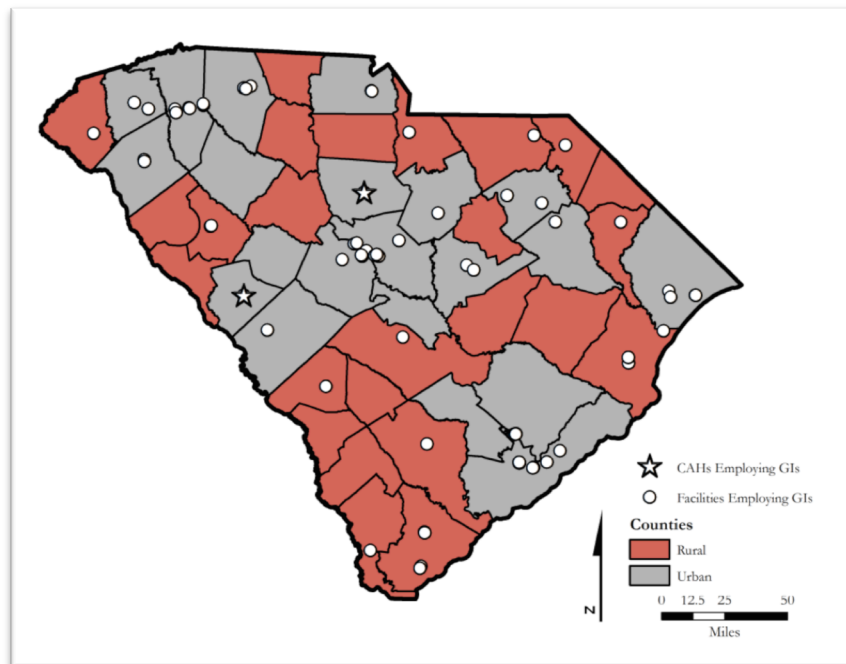 CAHs Employing GIs
Facilities Employing GIs
Counties
Rural
Urban
N
0 12.5 25 50
Miles